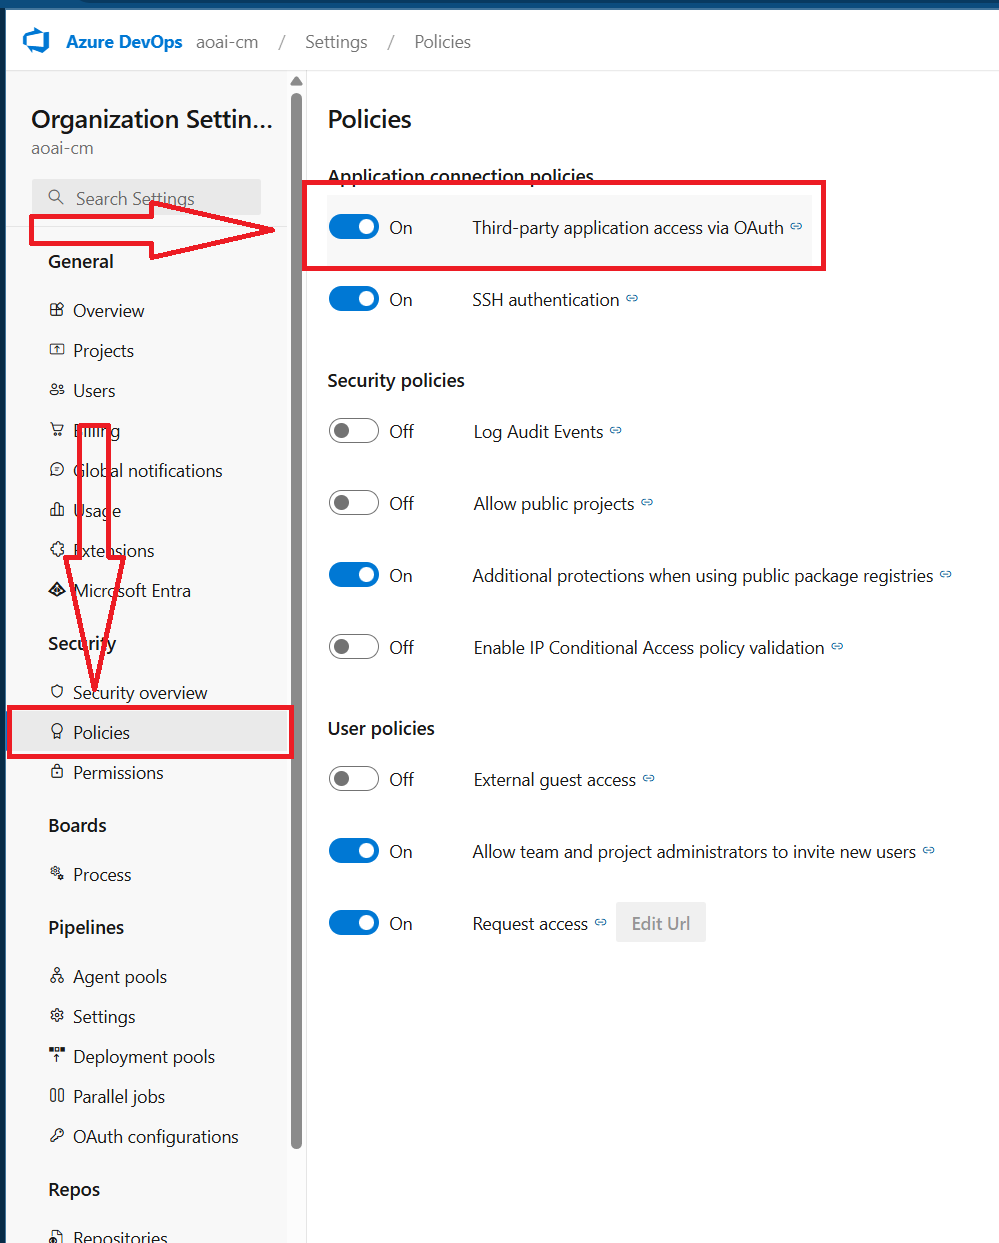 Azure DevOps aoai-cm / Settings / Policies
Organization Settin...
aoai-cm
Search Settings
General
Overview
Projects
Users
Billing
Global notifications
Usage
Extensions
Microsoft Entra
Security
Security overview
Policies
Permissions
Boards
Process
Pipelines
Agent pools
Settings
Deployment pools
Parallel jobs
OAuth configurations
Repos
Repositories
Policies
Application connection policies
On Third-party application access via OAuth
On SSH authentication
Security policies
Off Log Audit Events
Off Allow public projects
On Additional protections when using public package registries
Off Enable IP Conditional Access policy validation
User policies
Off External guest access
On Allow team and project administrators to invite new users
On Request access Edit Url